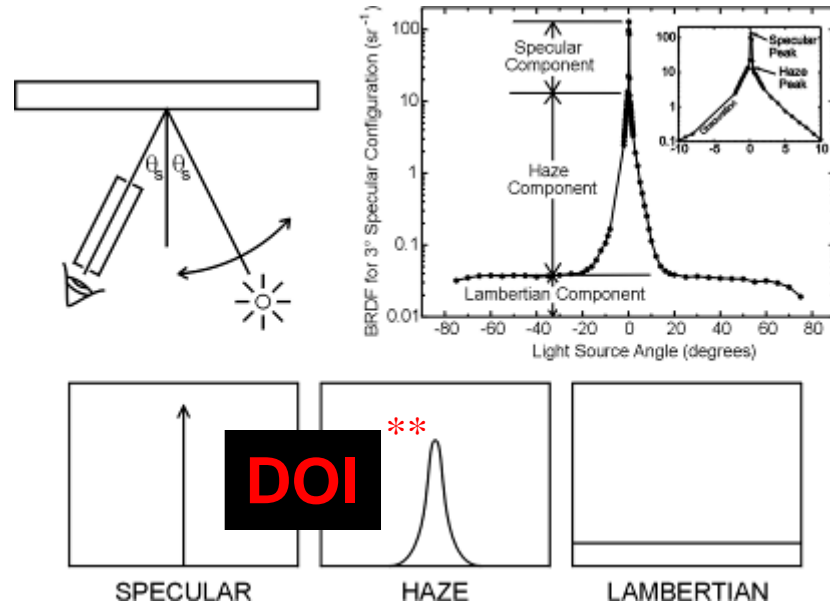 θs θs
BRDF for 3° Specular Configuration (sr⁻¹)
100
10
1
0.1
0.01
Specular
Component
Haze
Component
Lambertian Component
-80 -60 -40 -20 0 20 40 60 80
Light Source Angle (degrees)
100
10
1
0.1
Specular
Peak
Haze
Peak
Obscuration
-10 -5 0 5 10
**
DOI
SPECULAR HAZE LAMBERTIAN